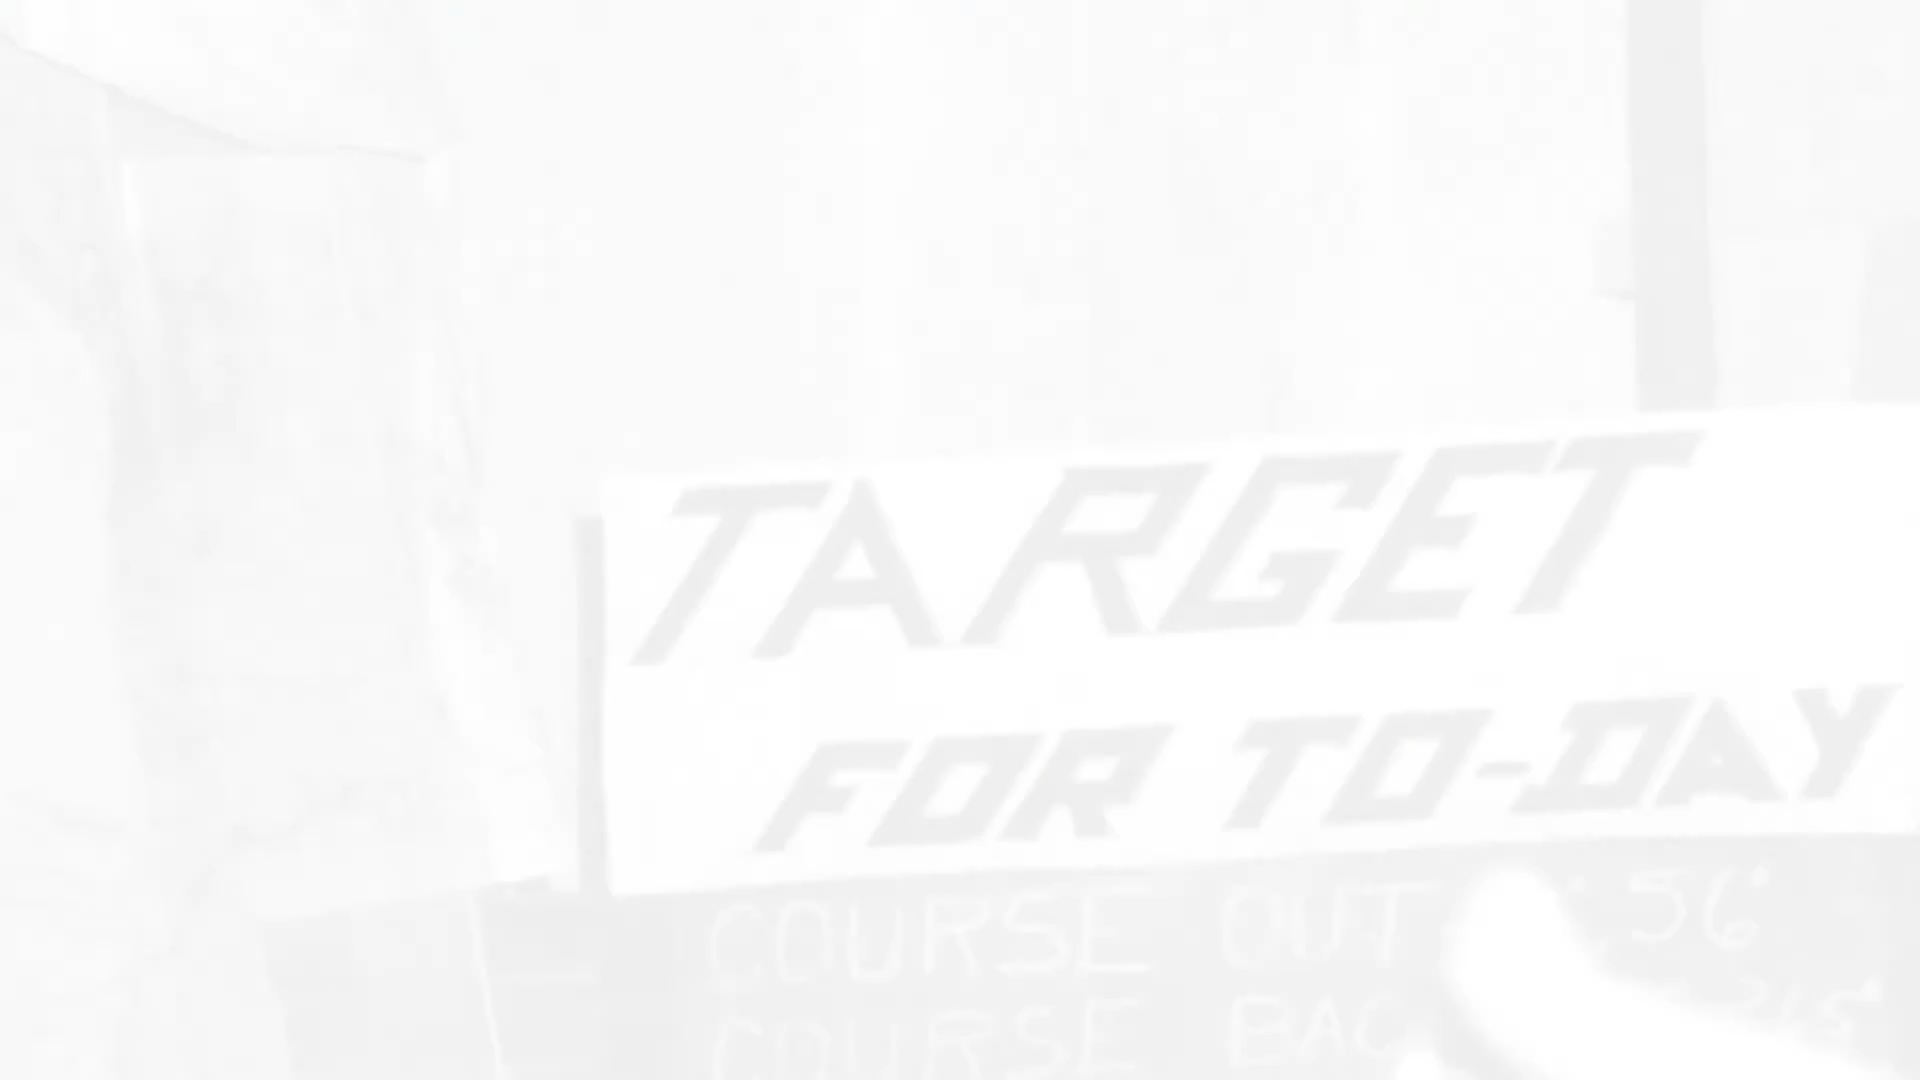 TARGET
FOR TO-DAY
COURSE OUT 56°
COURSE BAC